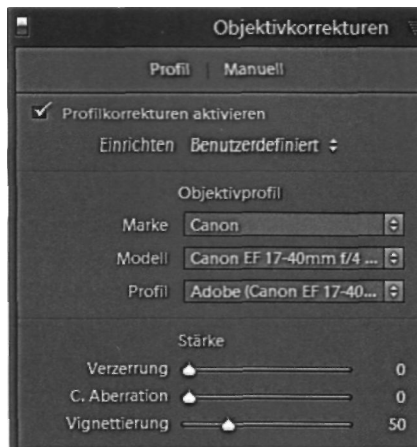 Objektivkorrekturen
Profil | Manuell
Profilkorrekturen aktivieren
Einrichten Benutzerdefiniert
Objektivprofil
Marke Canon
Modell Canon EF 17-40mm f/4 ...
Profil Adobe (Canon EF 17-40...
Stärke
Verzerrung 0
C. Aberration 0
Vignettierung 50